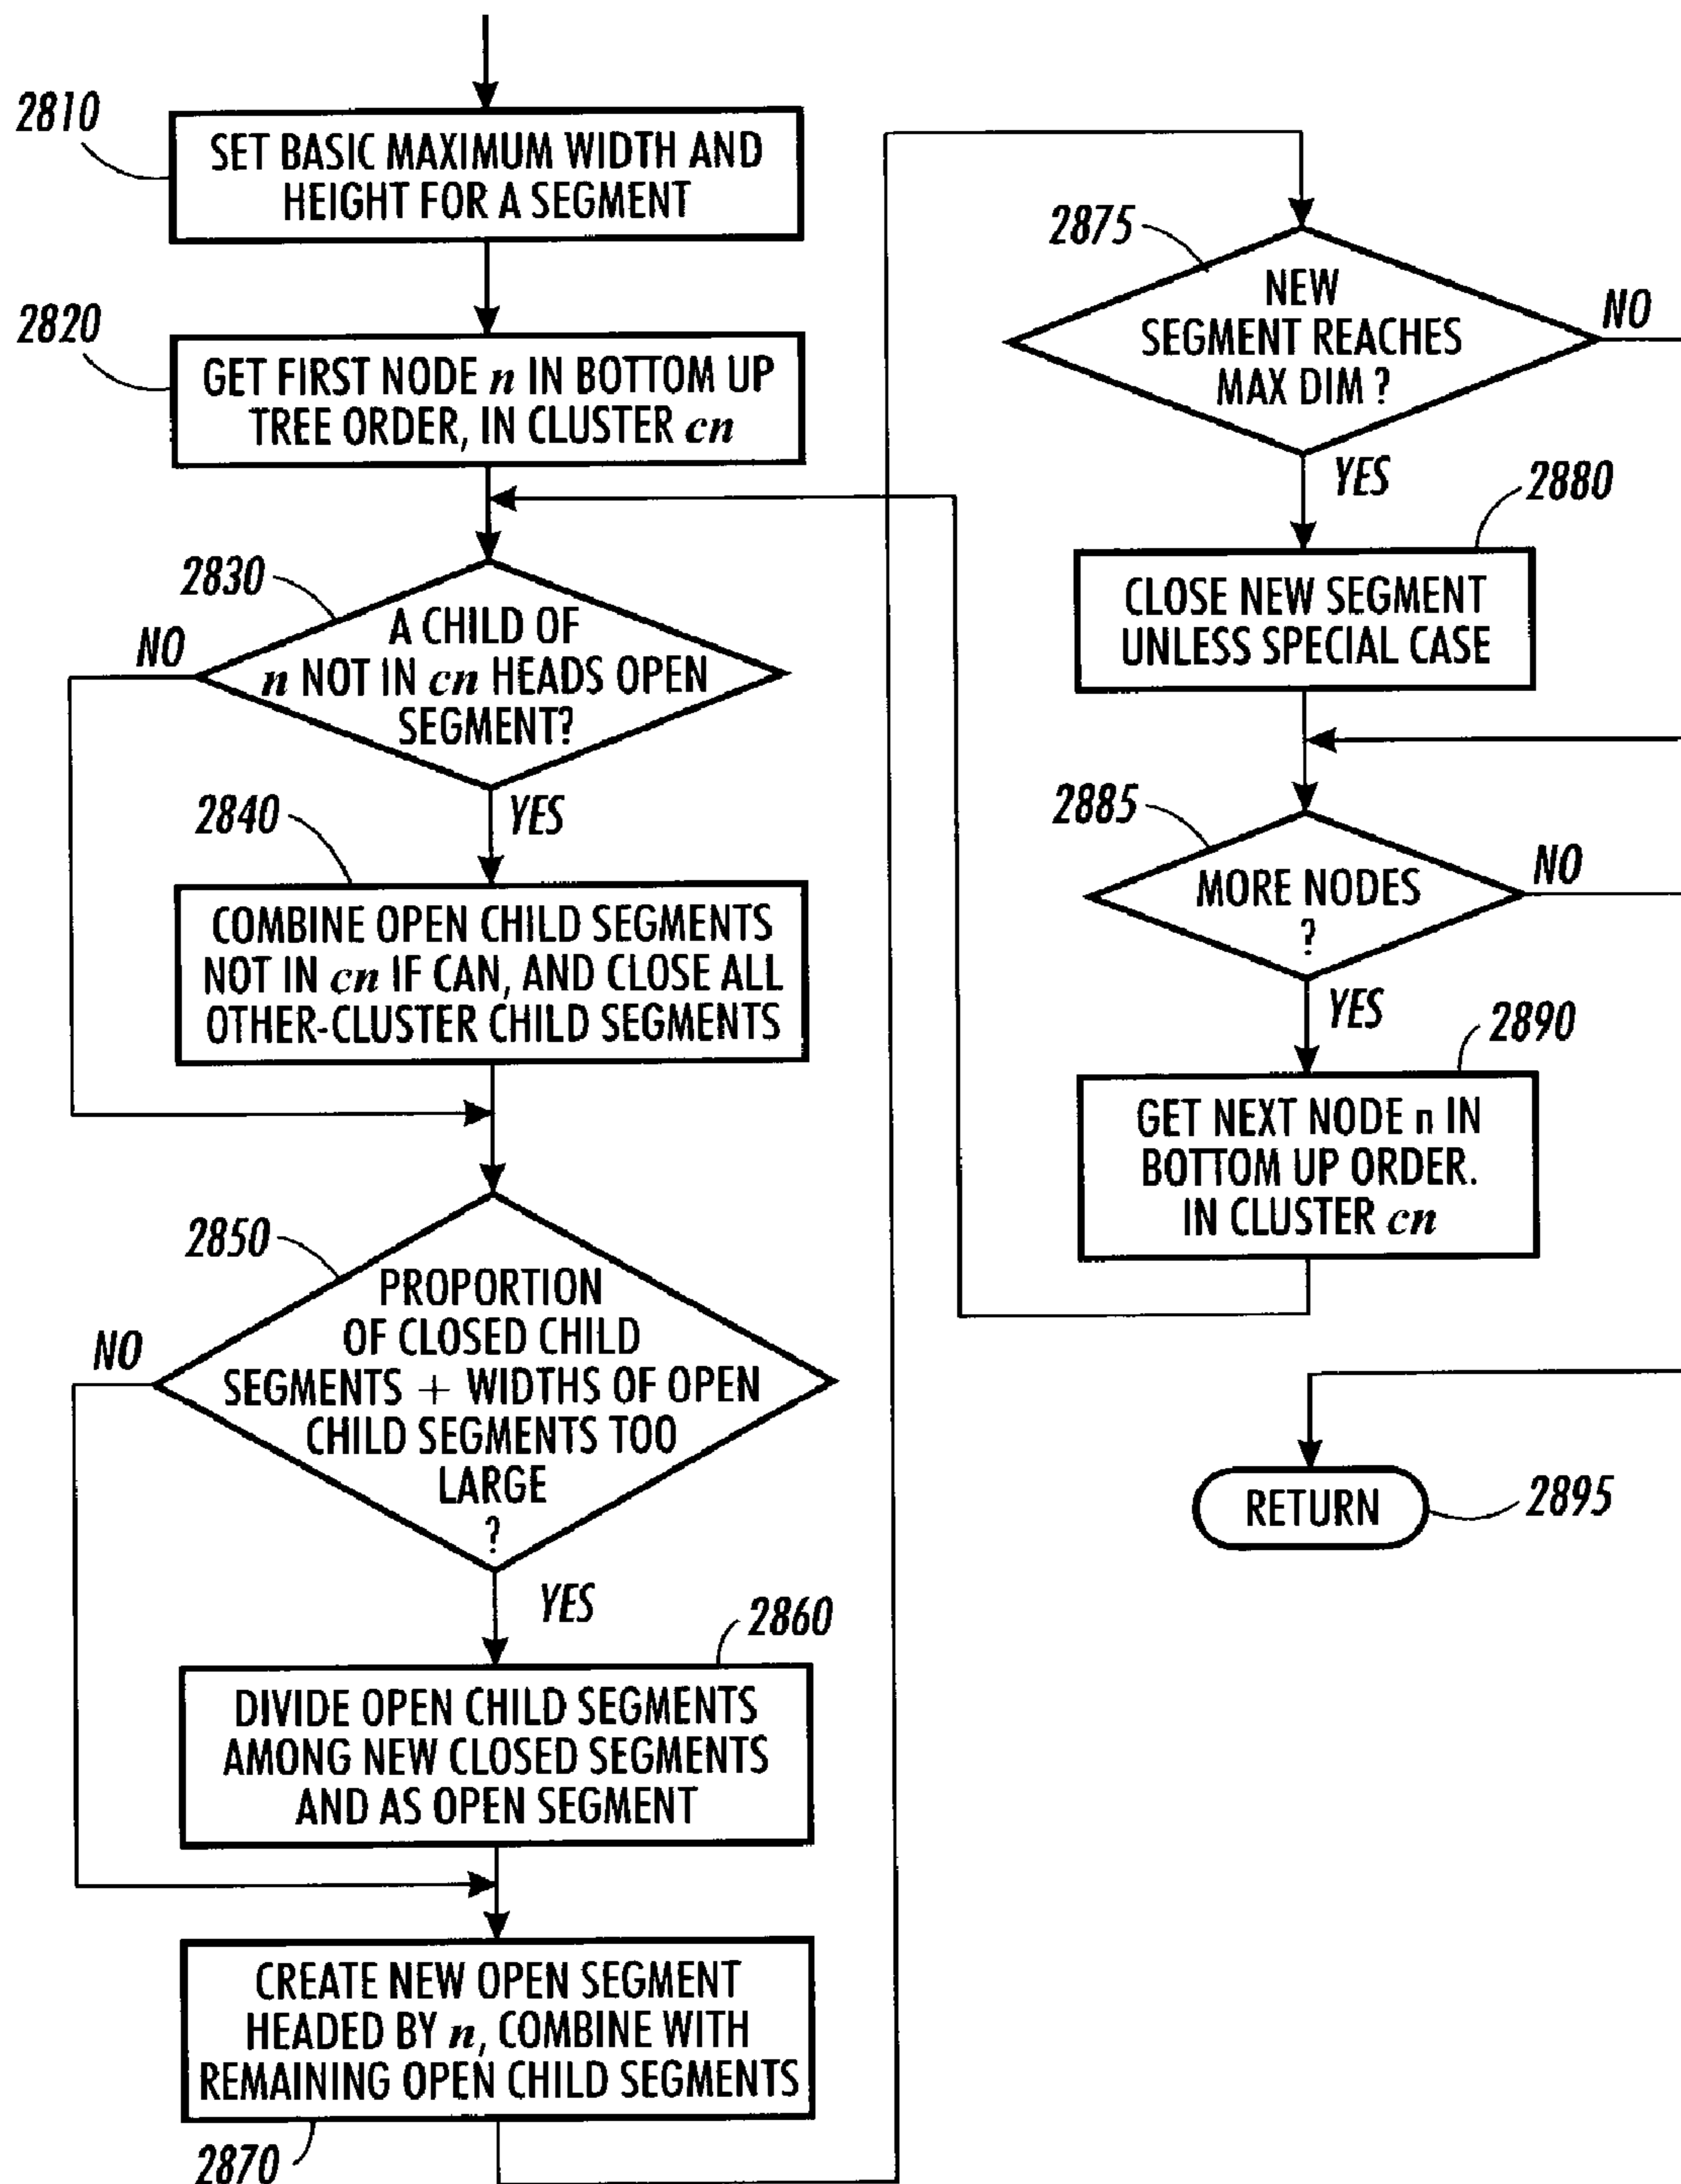 2810
SET BASIC MAXIMUM WIDTH AND
HEIGHT FOR A SEGMENT
2820
GET FIRST NODE n IN BOTTOM UP
TREE ORDER, IN CLUSTER cn
2830
A CHILD OF
n NOT IN cn HEADS OPEN
SEGMENT?
NO
YES
2840
COMBINE OPEN CHILD SEGMENTS
NOT IN cn IF CAN, AND CLOSE ALL
OTHER-CLUSTER CHILD SEGMENTS
2850
PROPORTION
OF CLOSED CHILD
SEGMENTS + WIDTHS OF OPEN
CHILD SEGMENTS TOO
LARGE
?
NO
YES
2860
DIVIDE OPEN CHILD SEGMENTS
AMONG NEW CLOSED SEGMENTS
AND AS OPEN SEGMENT
CREATE NEW OPEN SEGMENT
HEADED BY n, COMBINE WITH
REMAINING OPEN CHILD SEGMENTS
2870
2875
NEW
SEGMENT REACHES
MAX DIM ?
NO
YES
2880
CLOSE NEW SEGMENT
UNLESS SPECIAL CASE
2885
MORE NODES
?
NO
YES
2890
GET NEXT NODE n IN
BOTTOM UP ORDER.
IN CLUSTER cn
RETURN
2895